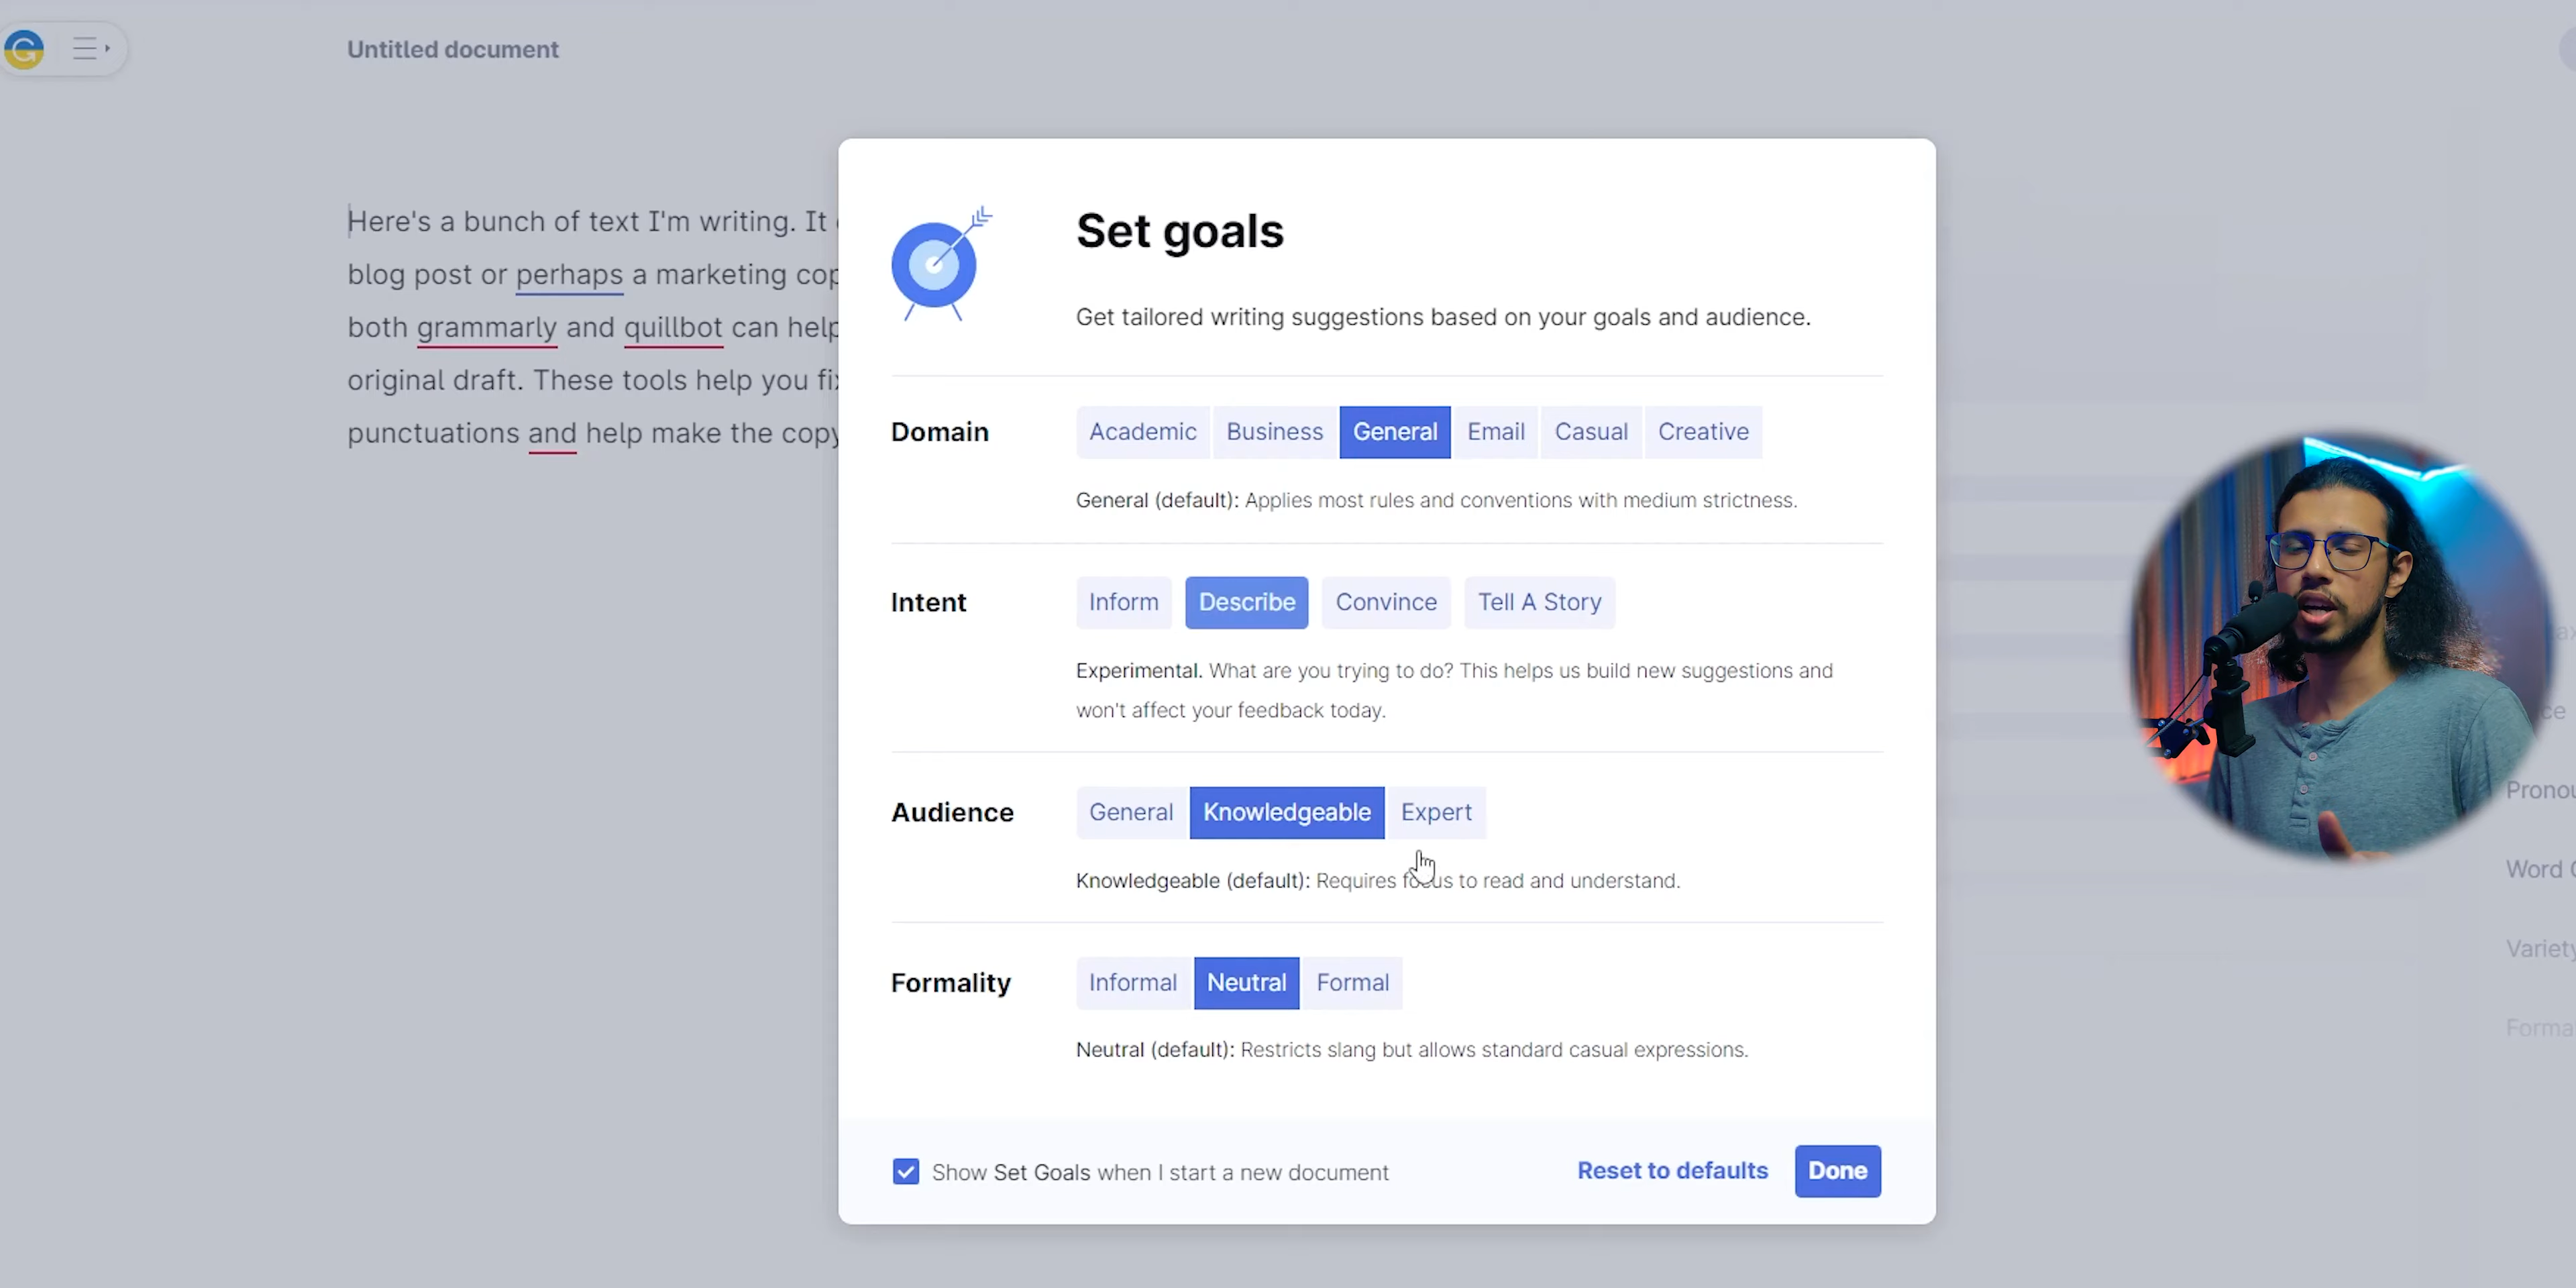 Untitled document
Here's a bunch of text I'm writing. It
blog post or perhaps a marketing cop
both grammarly and quillbot can help
original draft. These tools help you fix
punctuations and help make the copy
Set goals
Get tailored writing suggestions based on your goals and audience.
Domain
Academic Business General Email Casual Creative
General (default): Applies most rules and conventions with medium strictness.
Intent
Inform Describe Convince Tell A Story
Experimental. What are you trying to do? This helps us build new suggestions and
won't affect your feedback today.
Audience
General Knowledgeable Expert
Knowledgeable (default): Requires focus to read and understand.
Formality
Informal Neutral Formal
Neutral (default): Restricts slang but allows standard casual expressions.
Show Set Goals when I start a new document
Reset to defaults
Done
Pronou
Word
Variety
Forma